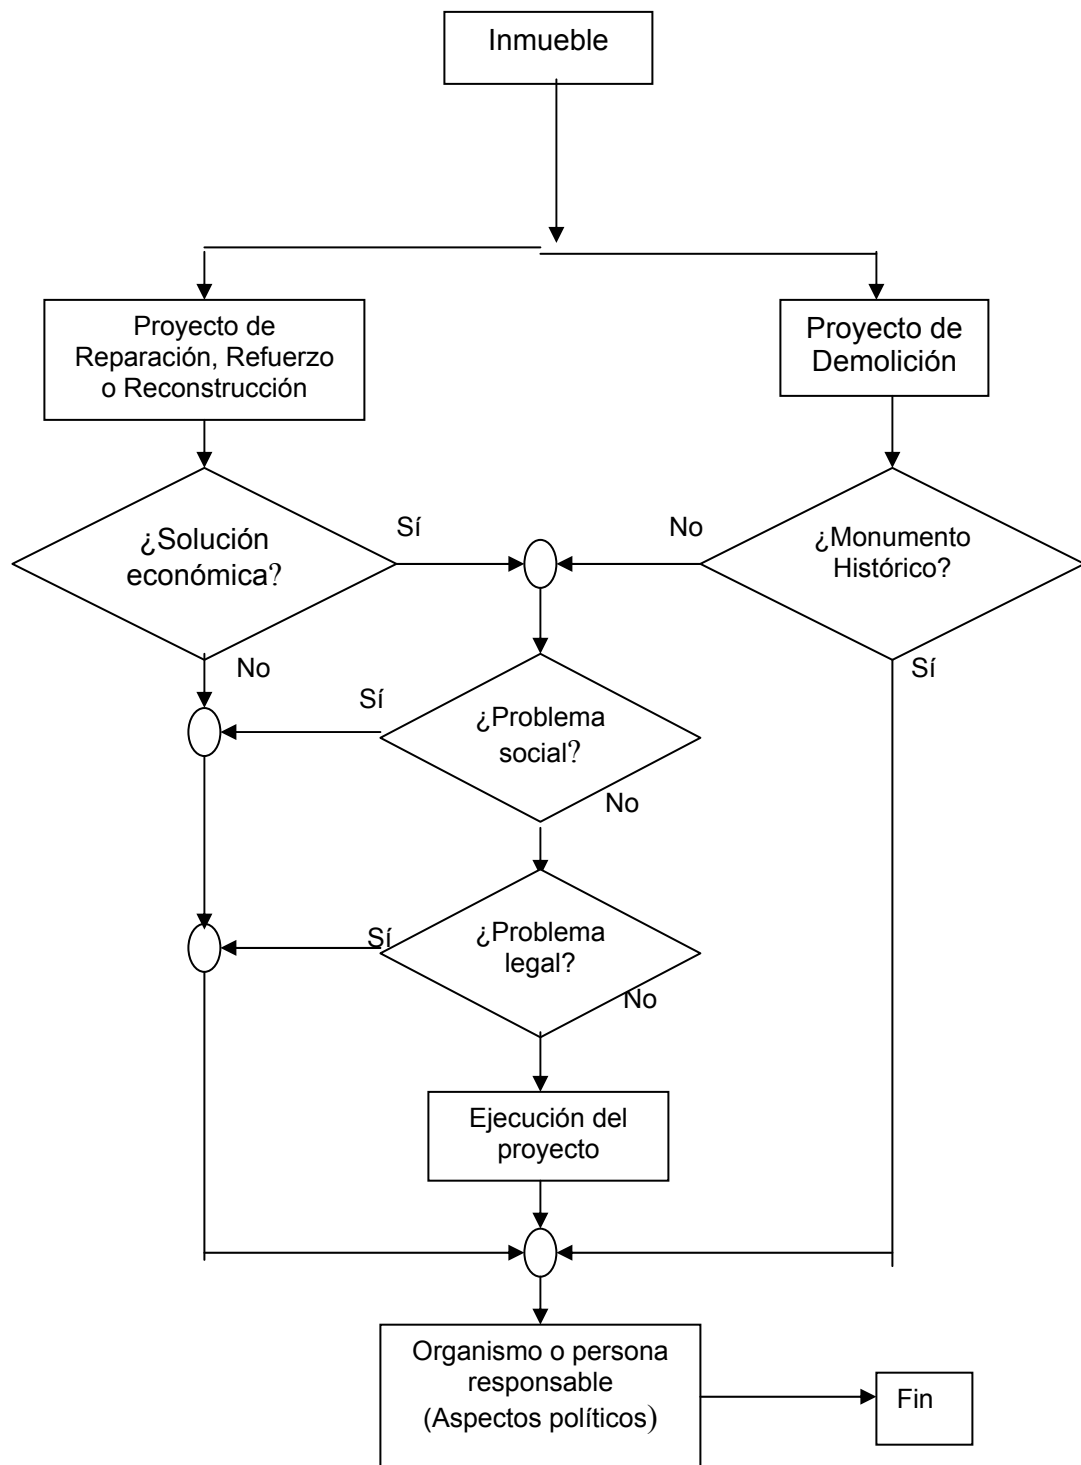 Inmueble
Proyecto de
Reparación, Refuerzo
o Reconstrucción
Proyecto de
Demolición
¿Solución
económica?
Sí
No
¿Monumento
Histórico?
No
Sí
Sí
¿Problema
social?
No
Sí
¿Problema
legal?
No
Ejecución del
proyecto
Organismo o persona
responsable
(Aspectos políticos)
Fin